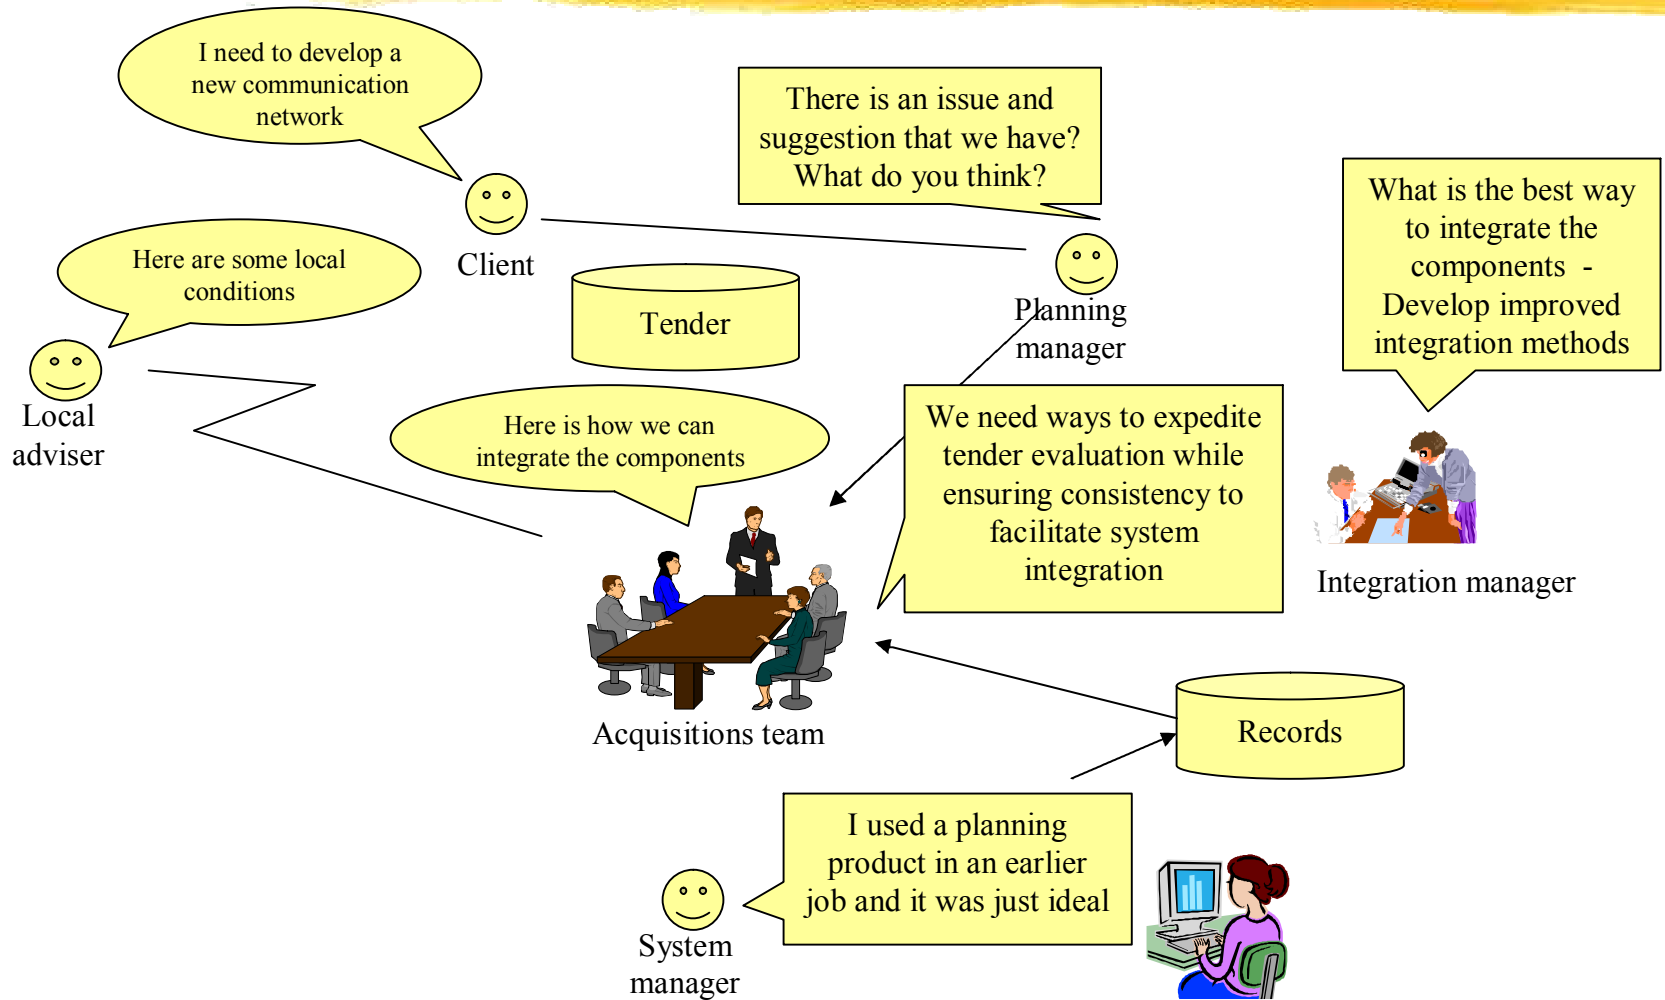 I need to develop a
new communication
network
There is an issue and
suggestion that we have?
What do you think?
What is the best way
to integrate the
components  -
Develop improved
integration methods
Client
Here are some local
conditions
Tender
Planning
manager
Local
adviser
Here is how we can
integrate the components
We need ways to expedite
tender evaluation while
ensuring consistency to
facilitate system
integration
Integration manager
Acquisitions team
Records
I used a planning
product in an earlier
job and it was just ideal
System
manager